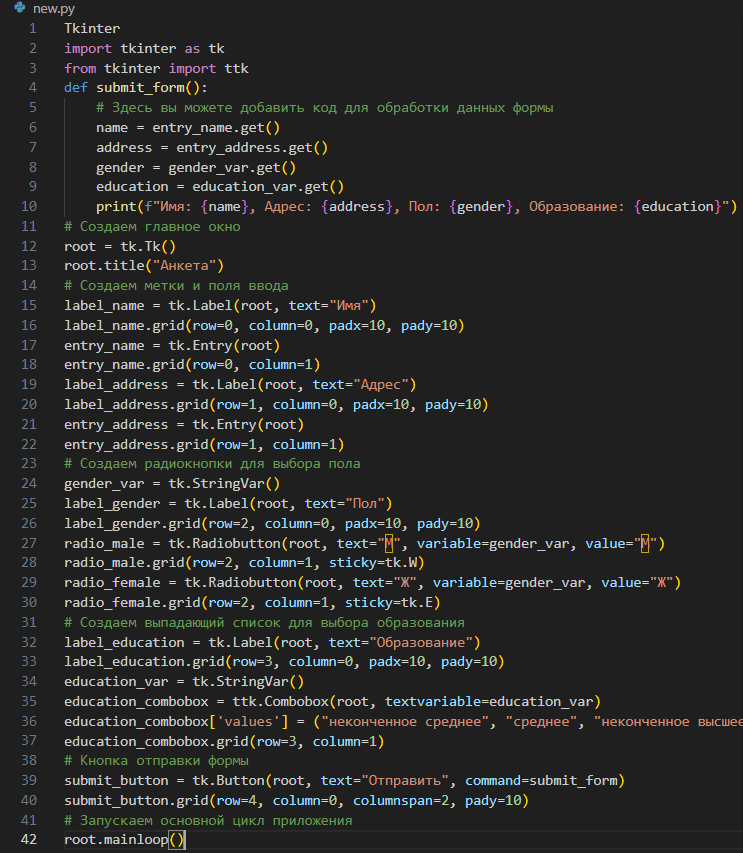 new.py
1 Tkinter
2 import tkinter as tk
3 from tkinter import ttk
4 def submit_form():
5     # Здесь вы можете добавить код для обработки данных формы
6     name = entry_name.get()
7     address = entry_address.get()
8     gender = gender_var.get()
9     education = education_var.get()
10     print(f"Имя: {name}, Адрес: {address}, Пол: {gender}, Образование: {education}")
11 # Создаем главное окно
12 root = tk.Tk()
13 root.title("Анкета")
14 # Создаем метки и поля ввода
15 label_name = tk.Label(root, text="Имя")
16 label_name.grid(row=0, column=0, padx=10, pady=10)
17 entry_name = tk.Entry(root)
18 entry_name.grid(row=0, column=1)
19 label_address = tk.Label(root, text="Адрес")
20 label_address.grid(row=1, column=0, padx=10, pady=10)
21 entry_address = tk.Entry(root)
22 entry_address.grid(row=1, column=1)
23 # Создаем радиокнопки для выбора пола
24 gender_var = tk.StringVar()
25 label_gender = tk.Label(root, text="Пол")
26 label_gender.grid(row=2, column=0, padx=10, pady=10)
27 radio_male = tk.Radiobutton(root, text="М", variable=gender_var, value="М")
28 radio_male.grid(row=2, column=1, sticky=tk.W)
29 radio_female = tk.Radiobutton(root, text="Ж", variable=gender_var, value="Ж")
30 radio_female.grid(row=2, column=1, sticky=tk.E)
31 # Создаем выпадающий список для выбора образования
32 label_education = tk.Label(root, text="Образование")
33 label_education.grid(row=3, column=0, padx=10, pady=10)
34 education_var = tk.StringVar()
35 education_combobox = ttk.Combobox(root, textvariable=education_var)
36 education_combobox['values'] = ("неконченное среднее", "среднее", "неконченное высшее
37 education_combobox.grid(row=3, column=1)
38 # Кнопка отправки формы
39 submit_button = tk.Button(root, text="Отправить", command=submit_form)
40 submit_button.grid(row=4, column=0, columnspan=2, pady=10)
41 # Запускаем основной цикл приложения
42 root.mainloop()